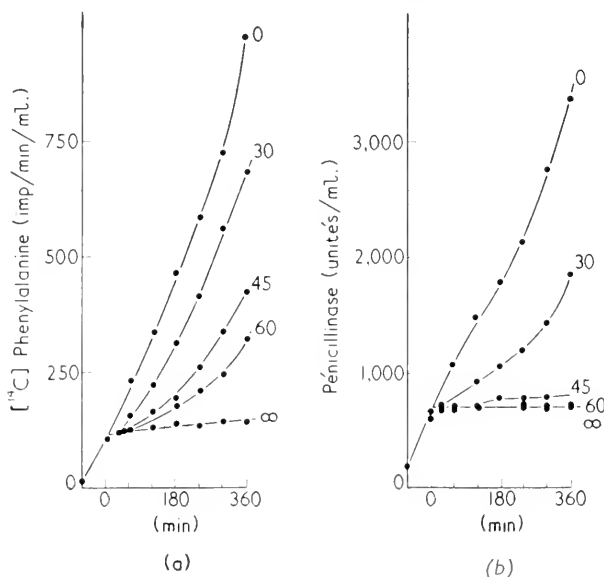 [¹⁴C] Phenylalanine (imp/min/mL.)
750
500
250
0
0
30
45
60
∞
0 180 360
(min)
(a)
Pénicillinase (unités/mL.)
3,000
2,000
1,000
0
0
30
45
60
∞
0 180 360
(min)
(b)